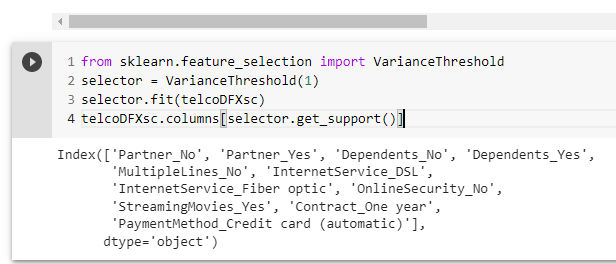 1 from sklearn.feature_selection import VarianceThreshold
2 selector = VarianceThreshold(1)
3 selector.fit(telcoDFXsc)
4 telcoDFXsc.columns[selector.get_support()]
Index(['Partner_No', 'Partner_Yes', 'Dependents_No', 'Dependents_Yes',
'MultipleLines_No', 'InternetService_DSL',
'InternetService_Fiber optic', 'OnlineSecurity_No',
'StreamingMovies_Yes', 'Contract_One year',
'PaymentMethod_Credit card (automatic)'],
dtype='object')